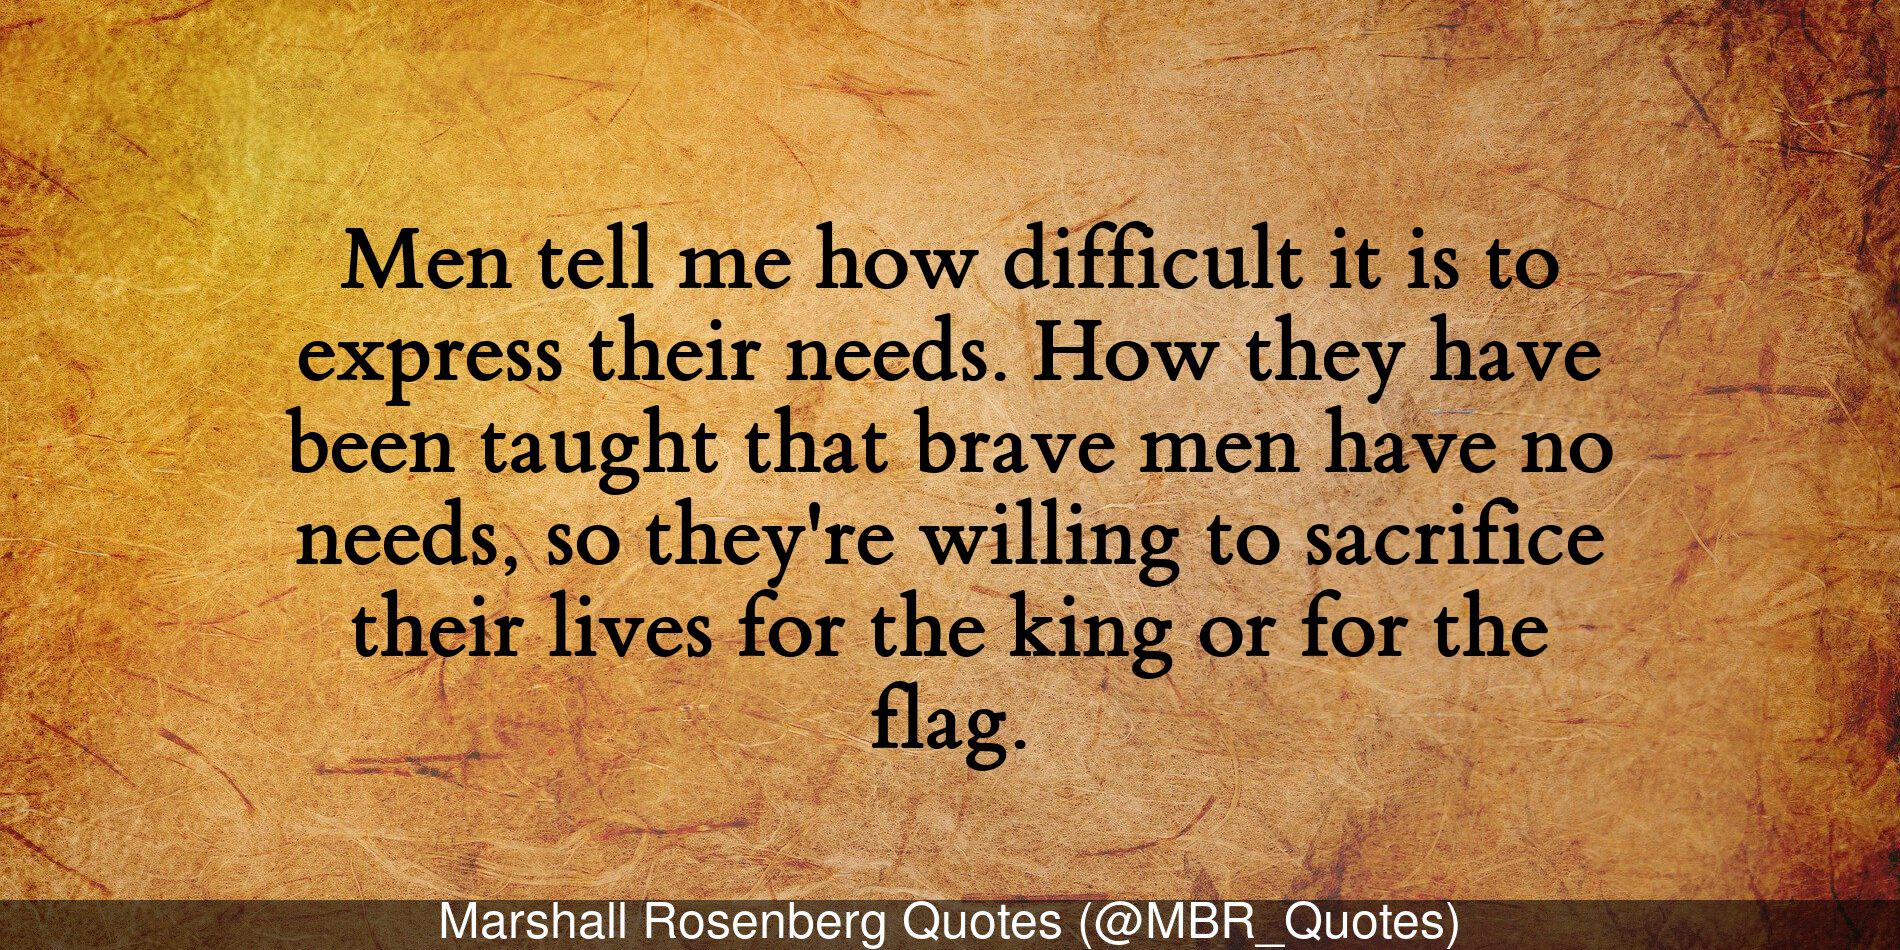 Men tell me how difficult it is to
express their needs. How they have
been taught that brave men have no
needs, so they're willing to sacrifice
their lives for the king or for the
flag.
Marshall Rosenberg Quotes (@MBR_Quotes)